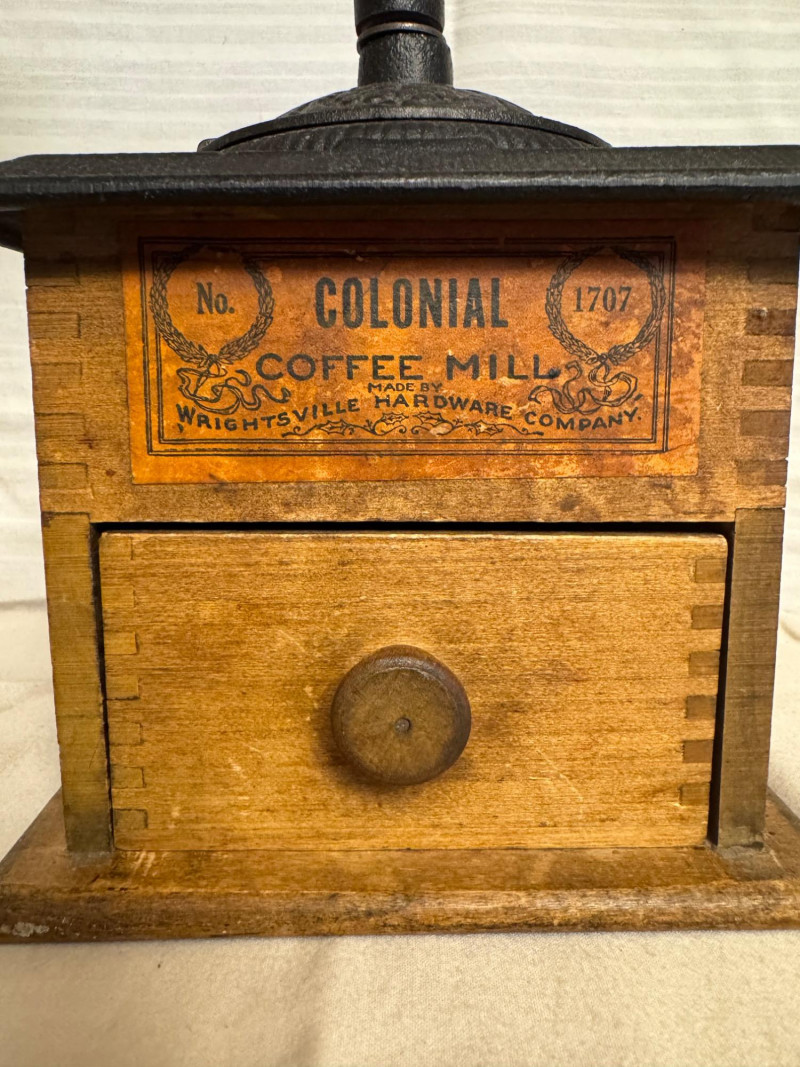 No. COLONIAL 1707
COFFEE MILL
MADE BY
WRIGHTSVILLE HARDWARE COMPANY.